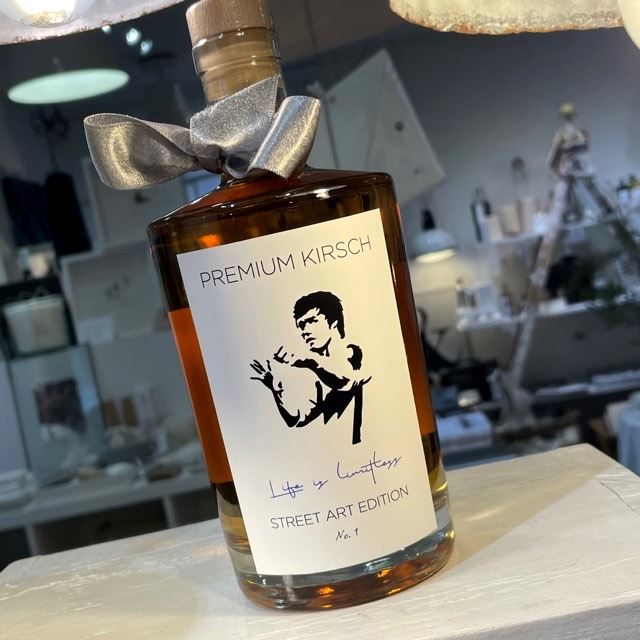 PREMIUM KIRSCH
Life is Limitless
STREET ART EDITION
No. 1